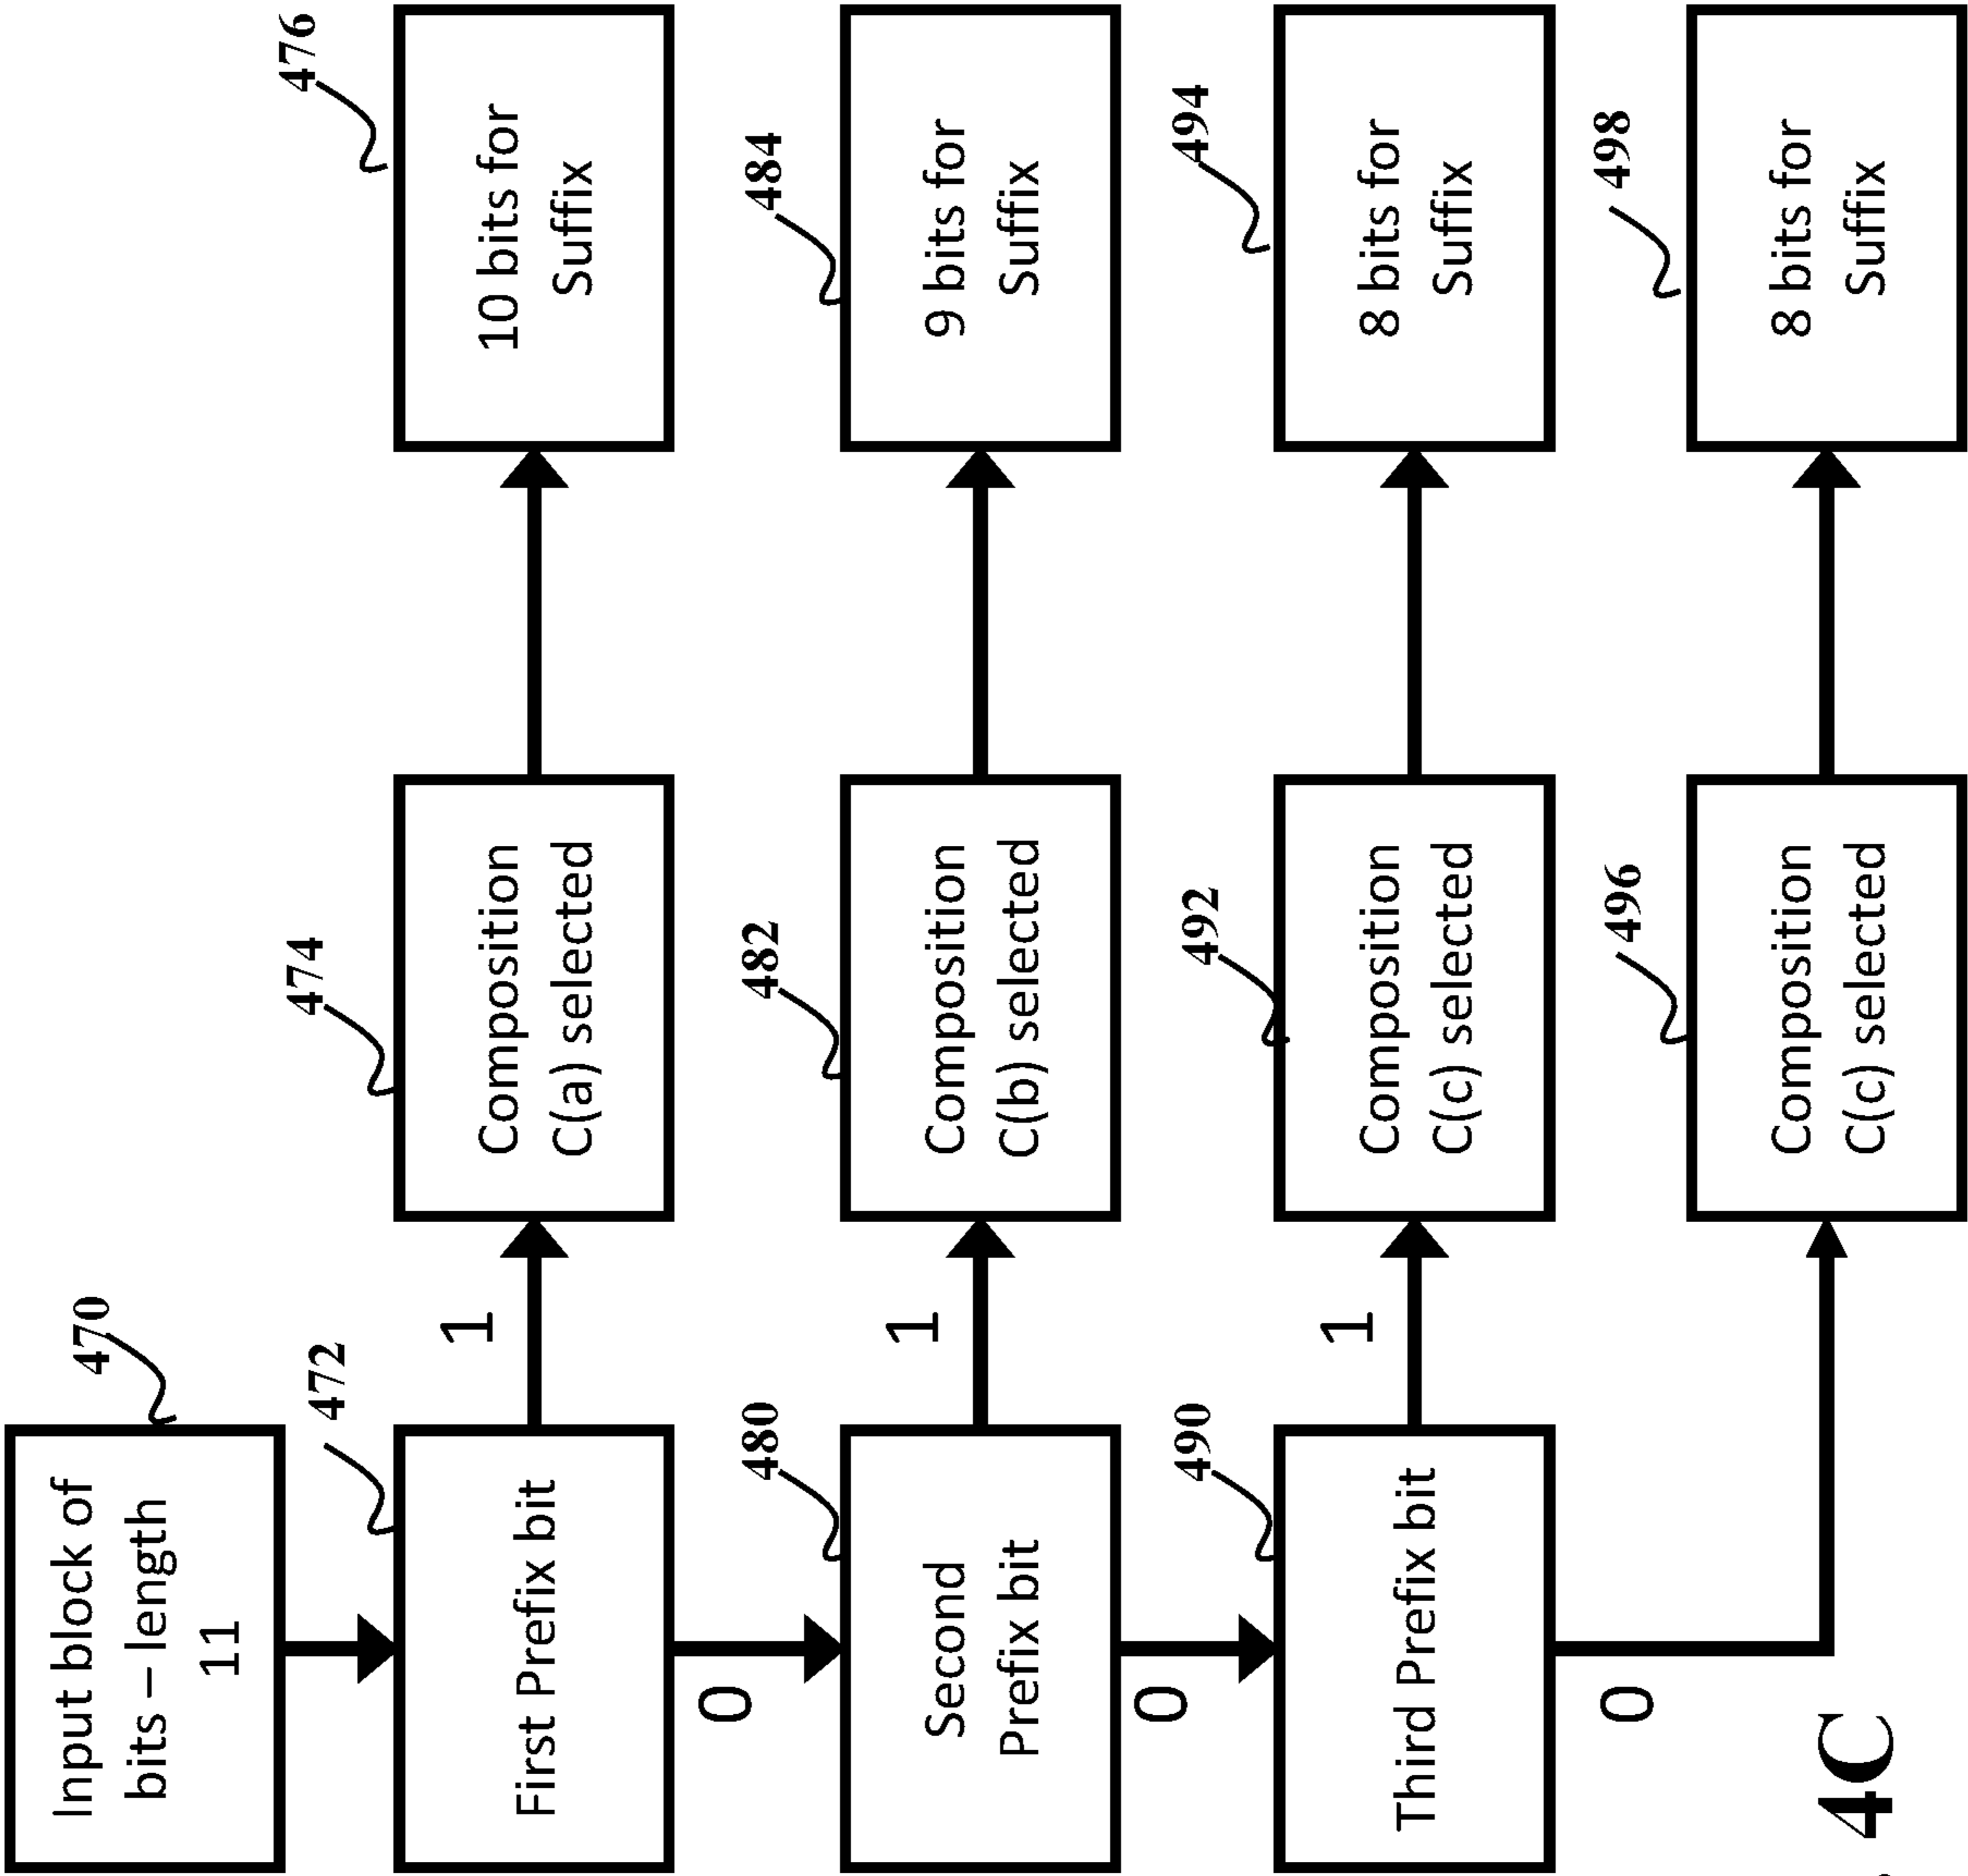 Input block of
bits – length
11
470
First Prefix bit
472
1
Composition
C(a) selected
474
10 bits for
Suffix
476
0
Second
Prefix bit
480
1
Composition
C(b) selected
482
9 bits for
Suffix
484
0
Third Prefix bit
490
1
Composition
C(c) selected
492
8 bits for
Suffix
494
0
Composition
C(c) selected
496
8 bits for
Suffix
498
4C